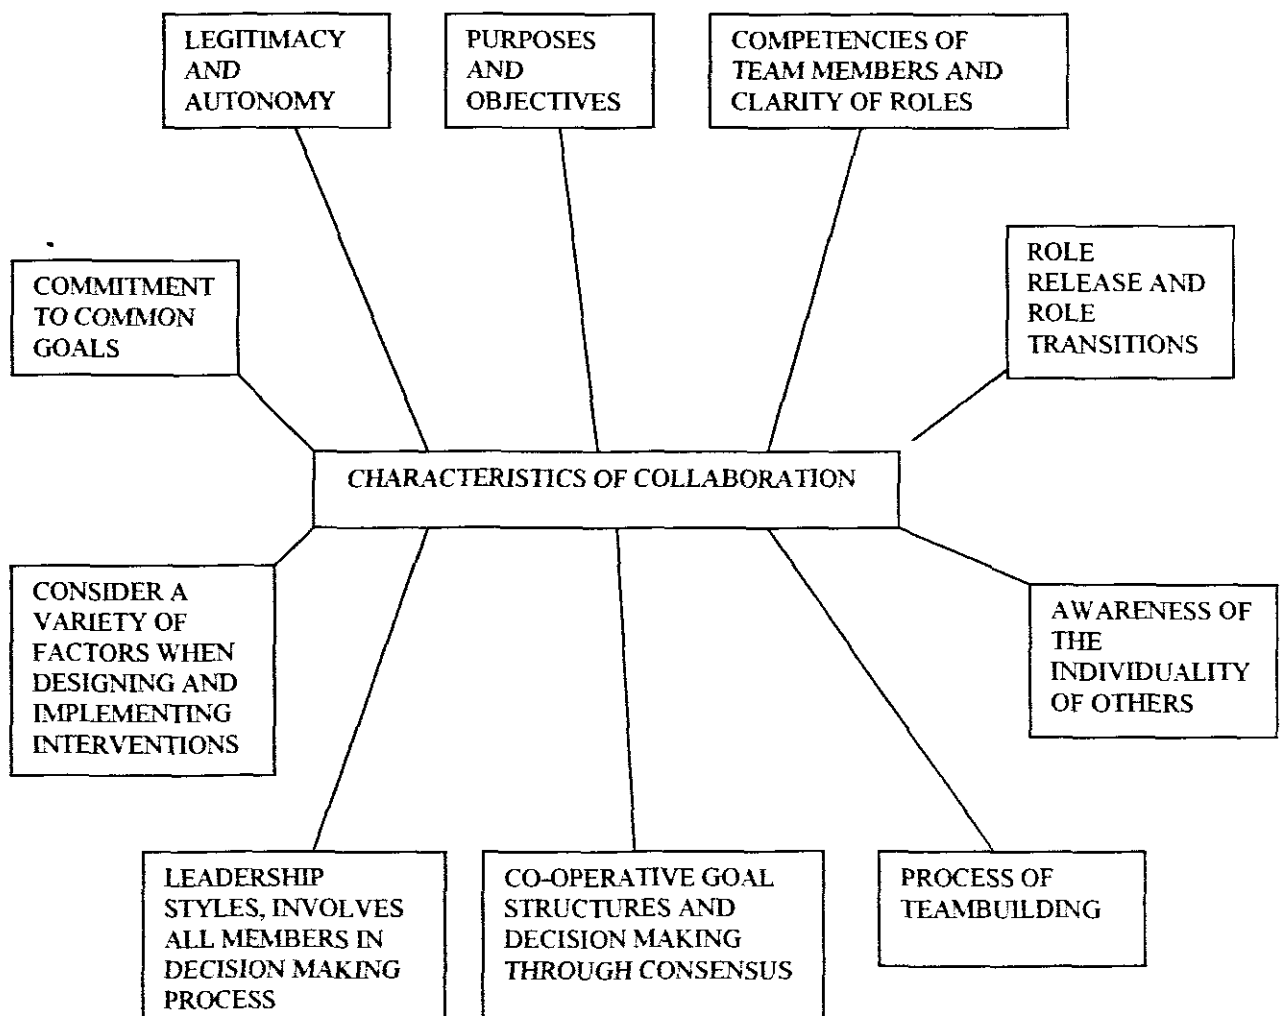 LEGITIMACY
AND
AUTONOMY
PURPOSES
AND
OBJECTIVES
COMPETENCIES OF
TEAM MEMBERS AND
CLARITY OF ROLES
ROLE
RELEASE AND
ROLE
TRANSITIONS
COMMITMENT
TO COMMON
GOALS
CHARACTERISTICS OF COLLABORATION
CONSIDER A
VARIETY OF
FACTORS WHEN
DESIGNING AND
IMPLEMENTING
INTERVENTIONS
AWARENESS OF
THE
INDIVIDUALITY
OF OTHERS
LEADERSHIP
STYLES, INVOLVES
ALL MEMBERS IN
DECISION MAKING
PROCESS
CO-OPERATIVE GOAL
STRUCTURES AND
DECISION MAKING
THROUGH CONSENSUS
PROCESS OF
TEAMBUILDING